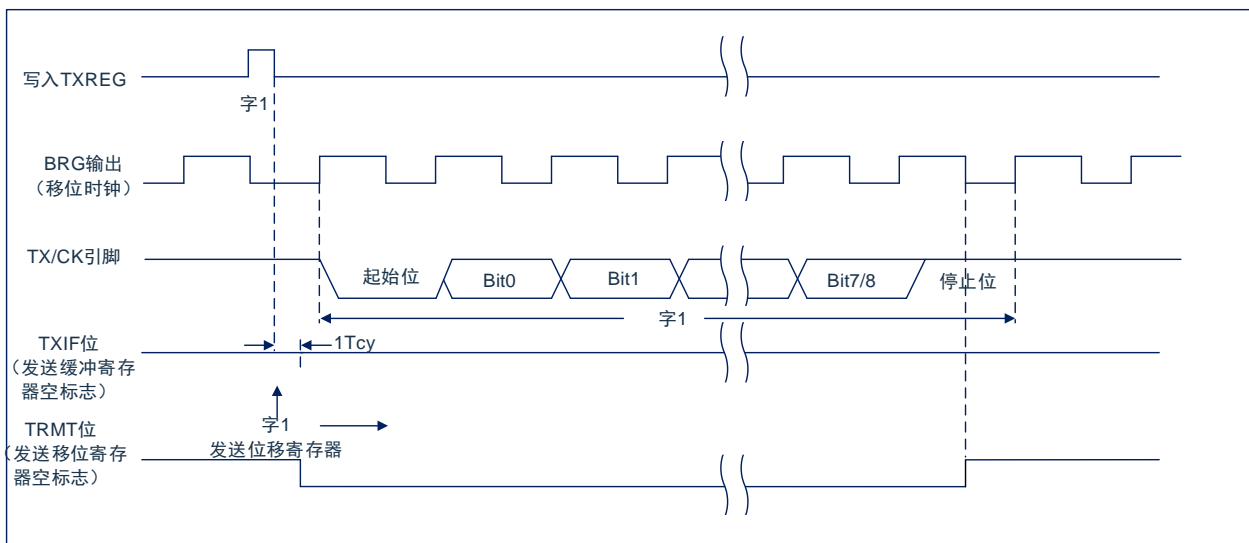 写入TXREG
字1
BRG输出
（移位时钟）
TX/CK引脚
起始位
Bit0
Bit1
Bit7/8
停止位
字1
TXIF位
（发送缓冲寄存
器空标志）
1Tcy
字1
发送位移寄存器
TRMT位
（发送移位寄存
器空标志）